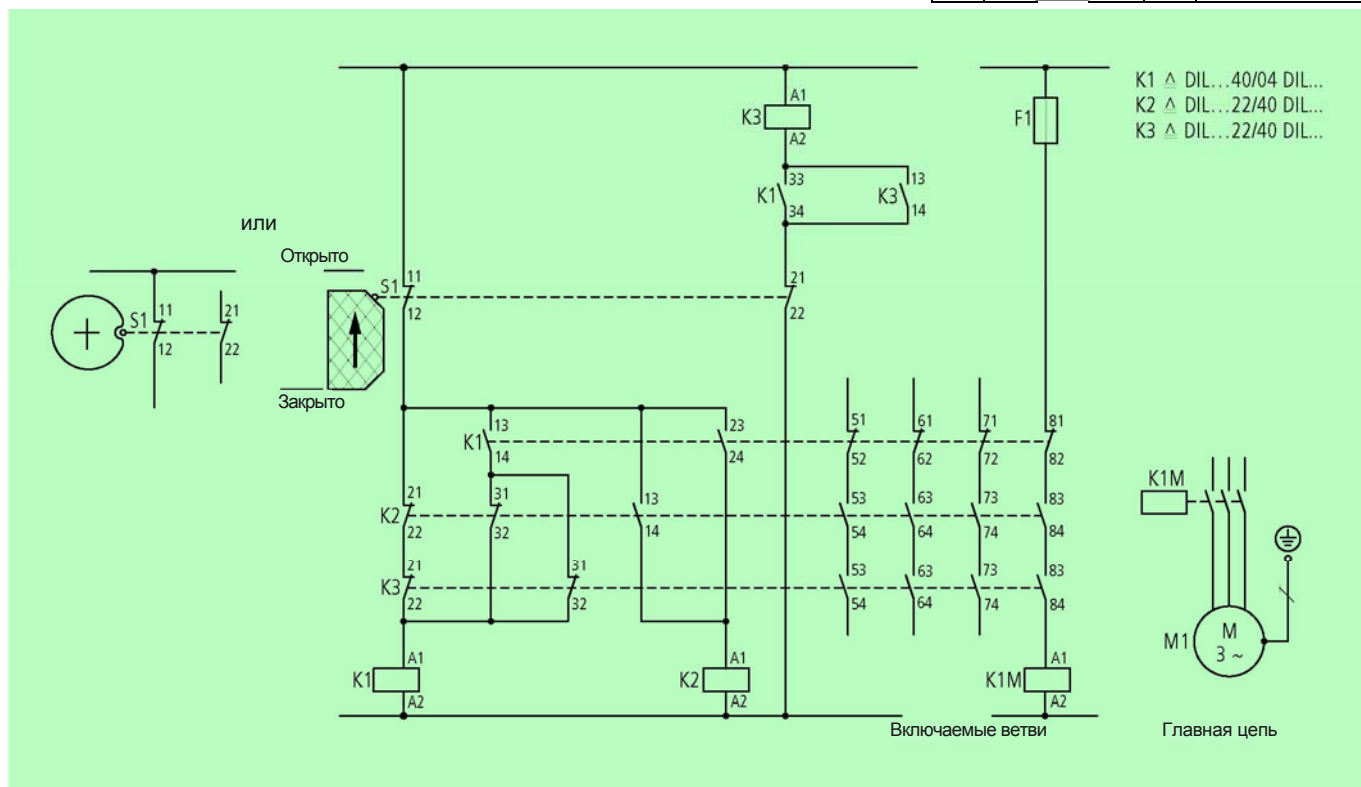 K1 ≙ DIL...40/04 DIL...
K2 ≙ DIL...22/40 DIL...
K3 ≙ DIL...22/40 DIL...
A1
K3
A2
F1
33 13
K1 K3
34 14
или
Открыто
11 21
S1
12 22
11 21
S1
12 22
Закрыто
13 23 51 61 71 81
K1
14 24 52 62 72 82
21 31 13 53 63 73 83
K2
22 32 14 54 64 74 84
21 31 53 63 73 83
K3
22 32 54 64 74 84
K1M
A1 A1 A1
K1 K2 K1M
A2 A2 A2
M1
M
3 ~
Включаемые ветви
Главная цепь